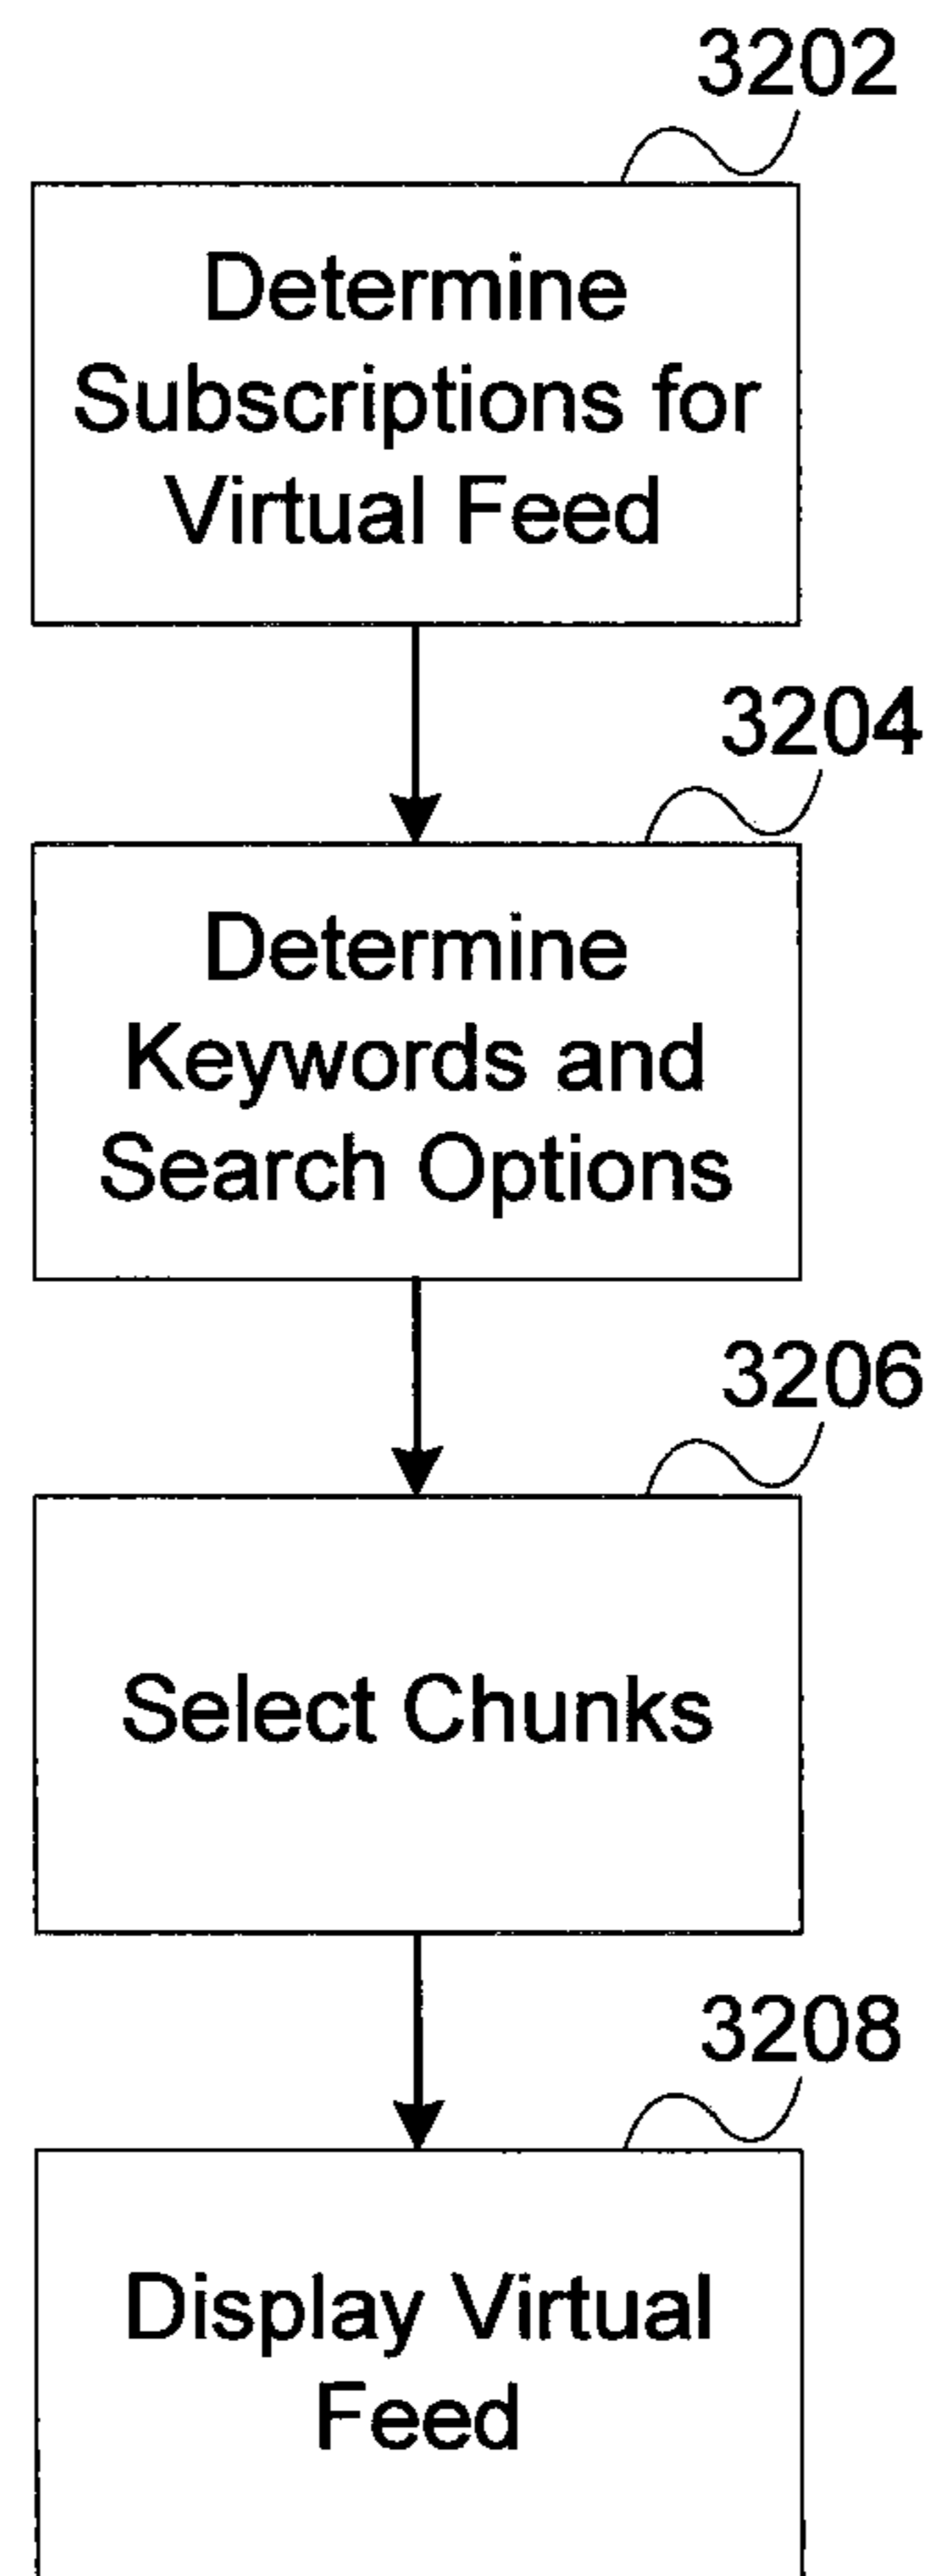 3202
Determine
Subscriptions for
Virtual Feed
3204
Determine
Keywords and
Search Options
3206
Select Chunks
3208
Display Virtual
Feed